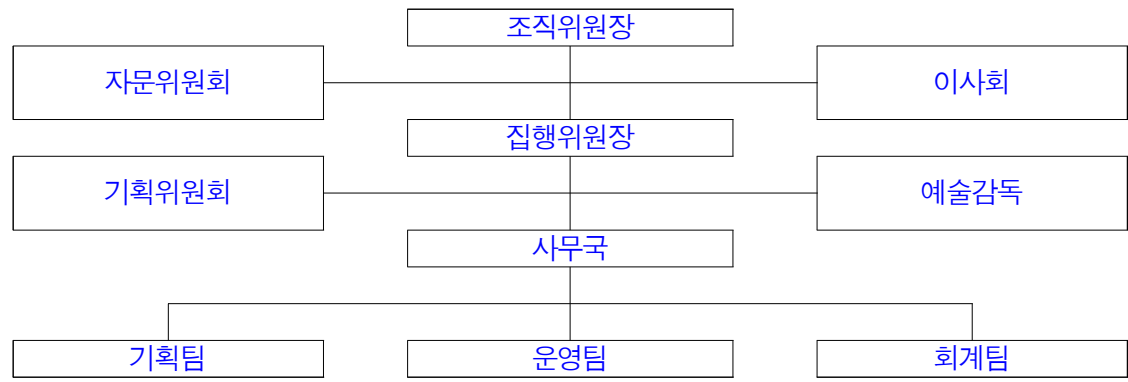 조직위원장
자문위원회
이사회
집행위원장
기획위원회
예술감독
사무국
기획팀
운영팀
회계팀